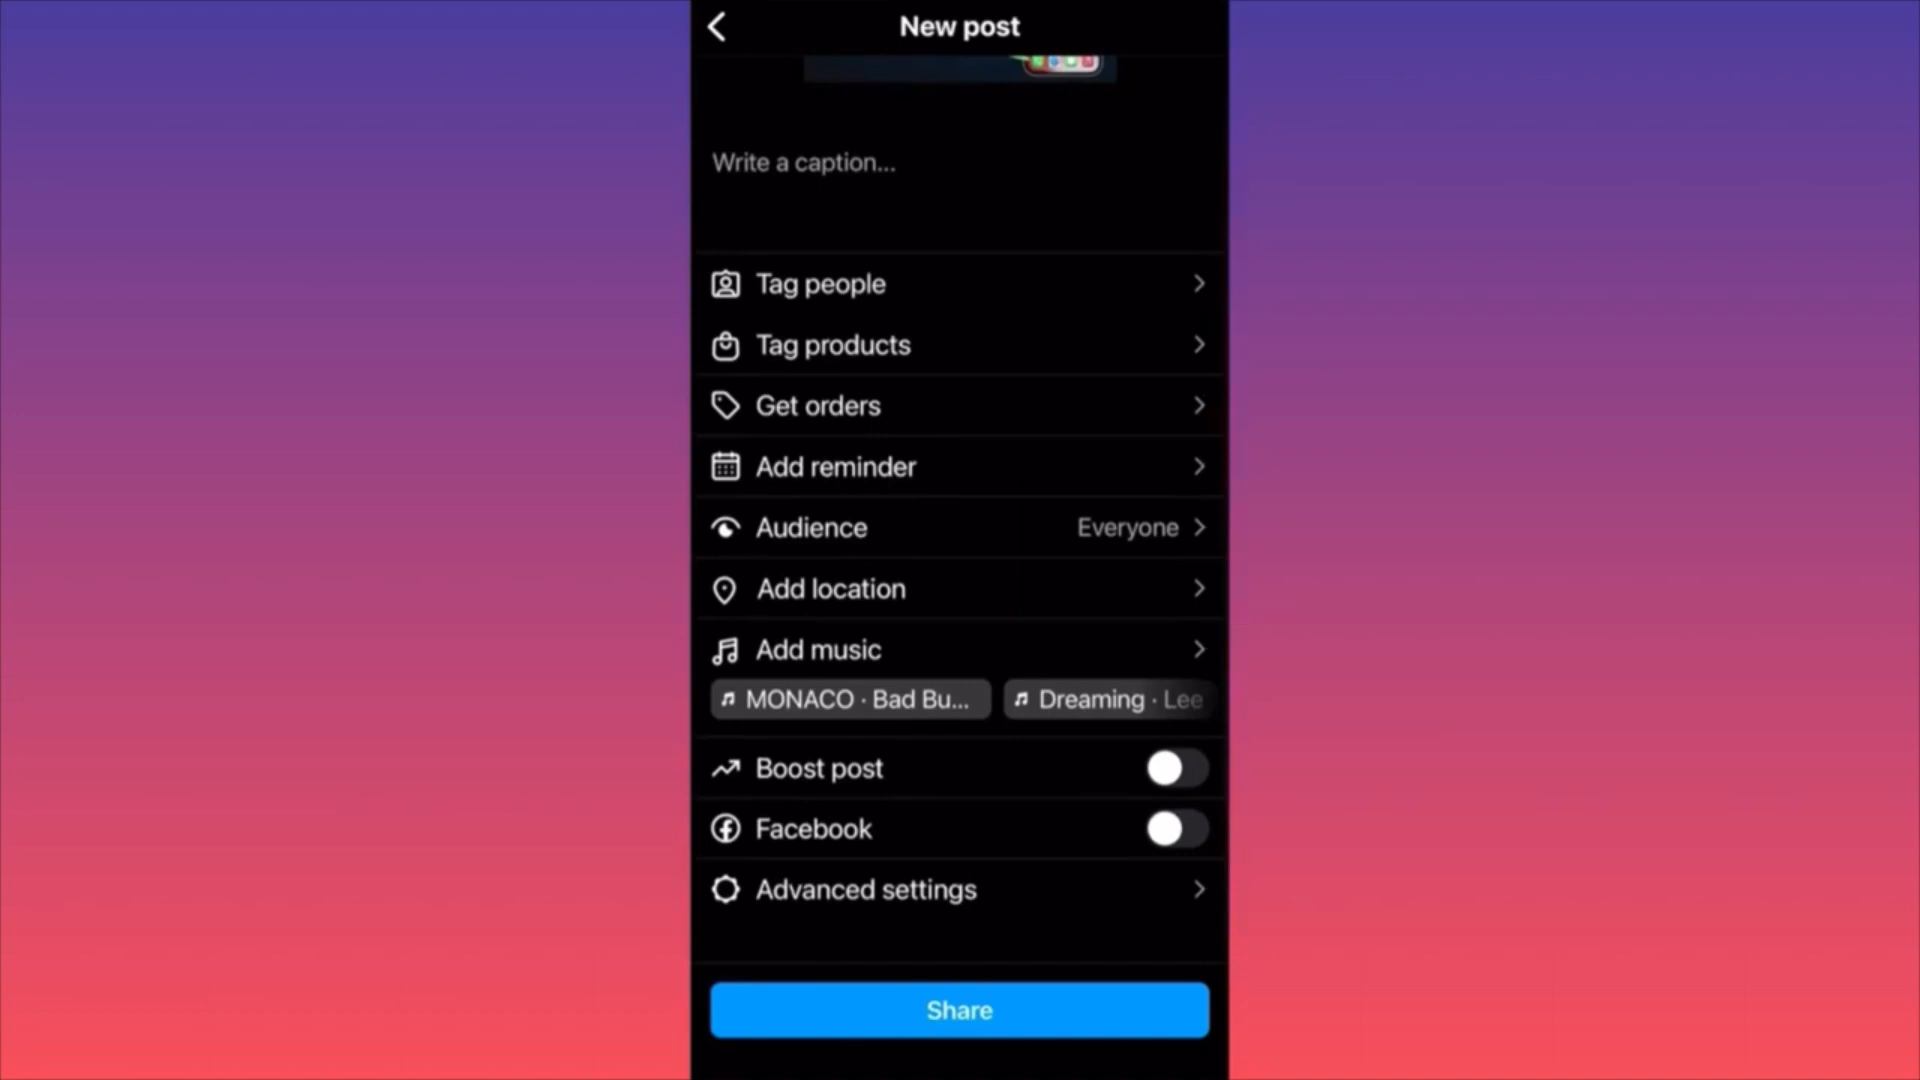 New post
Write a caption...
Tag people
Tag products
Get orders
Add reminder
Audience Everyone
Add location
Add music
MONACO · Bad Bu... Dreaming · Lee
Boost post
Facebook
Advanced settings
Share